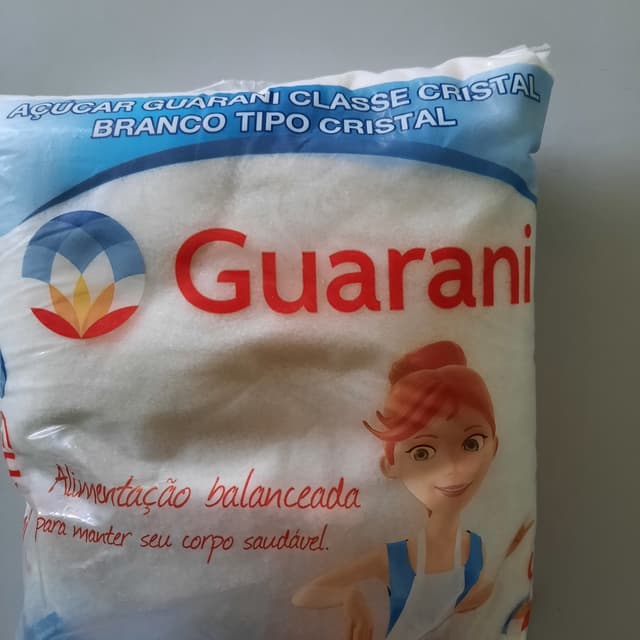 AÇUCAR GUARANI CLASSE CRISTAL
BRANCO TIPO CRISTAL
Guarani
Alimentação balanceada
para manter seu corpo saudável.